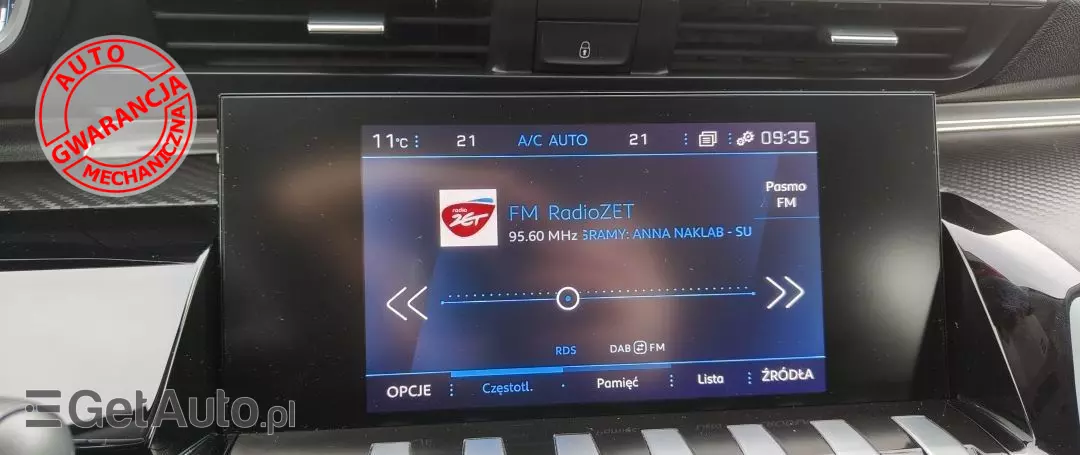 AUTO
GWARANCJA
MECHANICZNA
11°C 21 A/C AUTO 21 09:35
Pasmo
FM
radio
ZET
FM RadioZET
95.60 MHz GRAMY: ANNA NAKLAB - SU
RDS DAB FM
OPCJE Częstotl. Pamięć Lista ŹRÓDŁA
GetAuto.pl